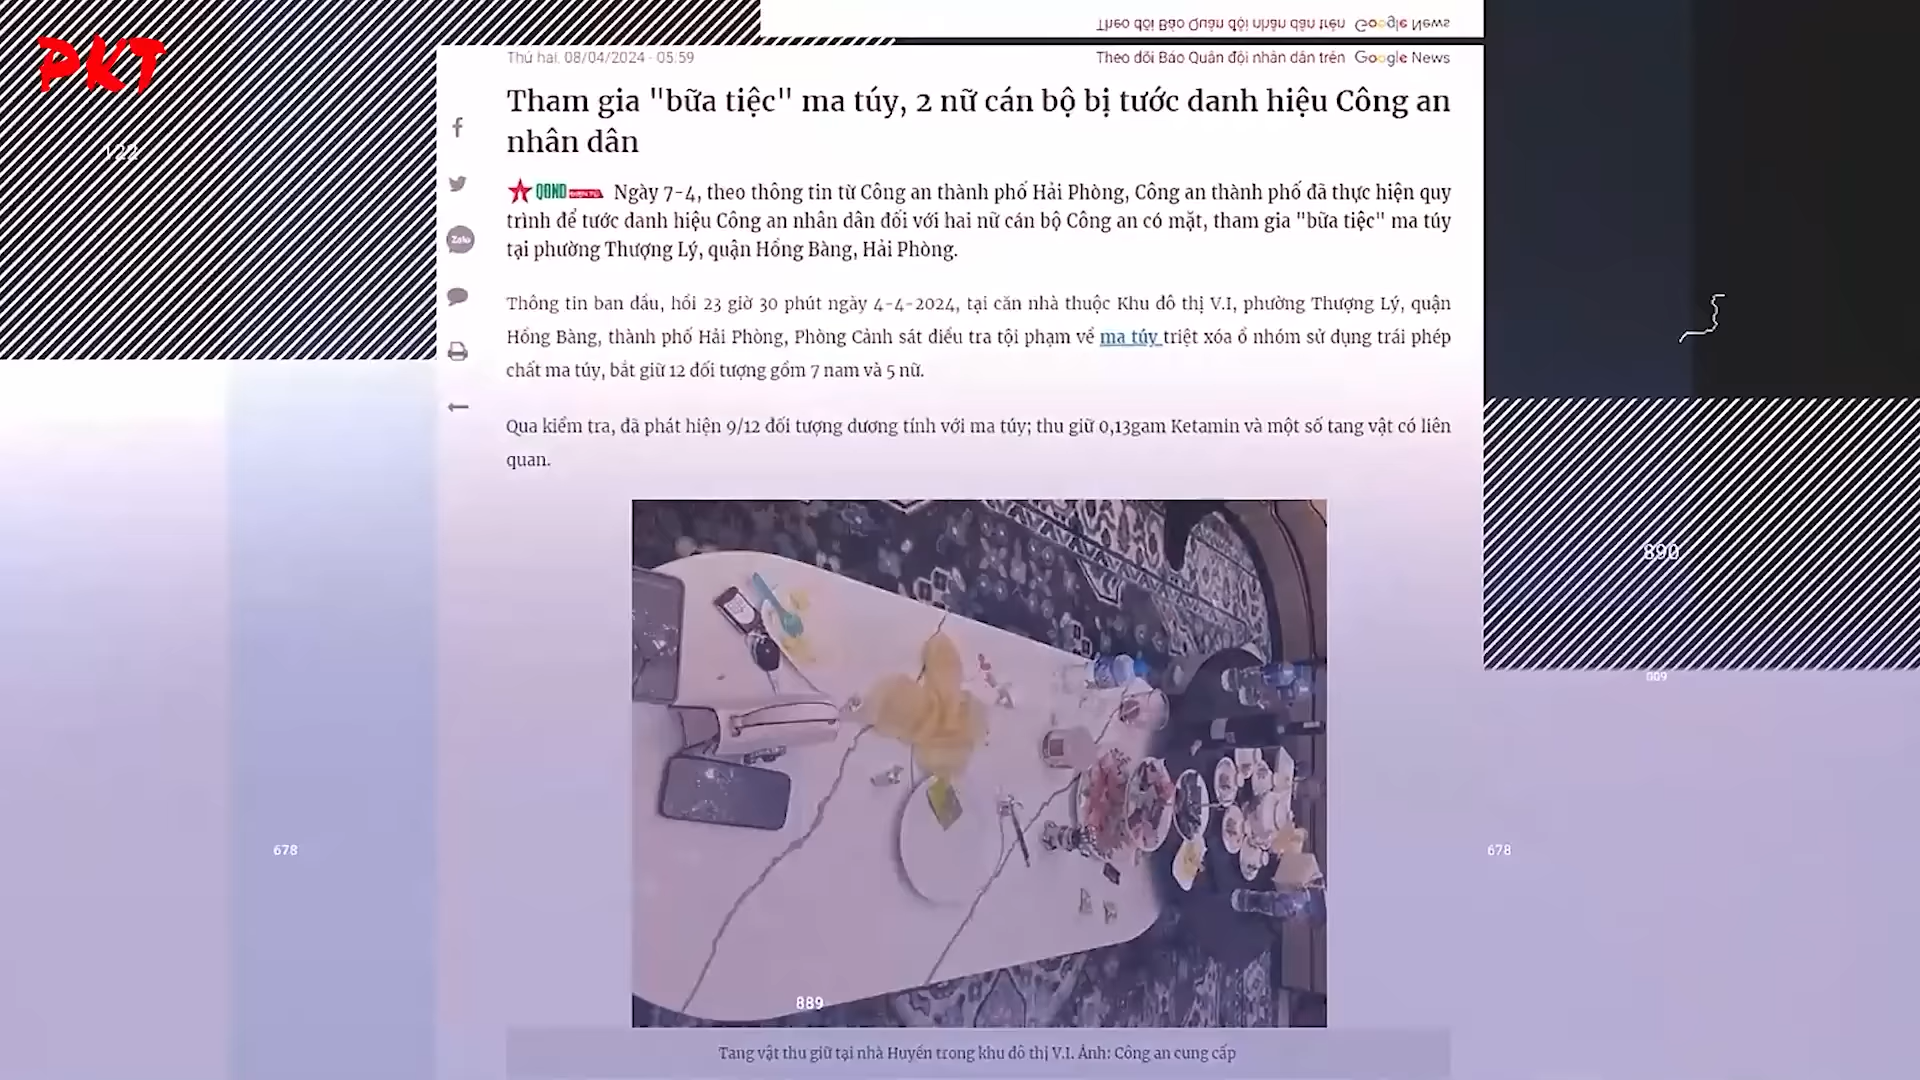 Theo dõi Báo Quân đội nhân dân trên Google News
PKT
Thứ hai, 08/04/2024 - 05:59
Theo dõi Báo Quân đội nhân dân trên Google News
Tham gia "bữa tiệc" ma túy, 2 nữ cán bộ bị tước danh hiệu Công an
nhân dân
122
Zalo
QĐND Ngày 7-4, theo thông tin từ Công an thành phố Hải Phòng, Công an thành phố đã thực hiện quy
trình để tước danh hiệu Công an nhân dân đối với hai nữ cán bộ Công an có mặt, tham gia "bữa tiệc" ma túy
tại phường Thượng Lý, quận Hồng Bàng, Hải Phòng.
Thông tin ban đầu, hồi 23 giờ 30 phút ngày 4-4-2024, tại căn nhà thuộc Khu đô thị V.I, phường Thượng Lý, quận
Hồng Bàng, thành phố Hải Phòng, Phòng Cảnh sát điều tra tội phạm về ma túy triệt xóa ổ nhóm sử dụng trái phép
chất ma túy, bắt giữ 12 đối tượng gồm 7 nam và 5 nữ.
Qua kiểm tra, đã phát hiện 9/12 đối tượng dương tính với ma túy; thu giữ 0,13gam Ketamin và một số tang vật có liên
quan.
890
009
678
678
889
Tang vật thu giữ tại nhà Huyền trong khu đô thị V.I. Ảnh: Công an cung cấp